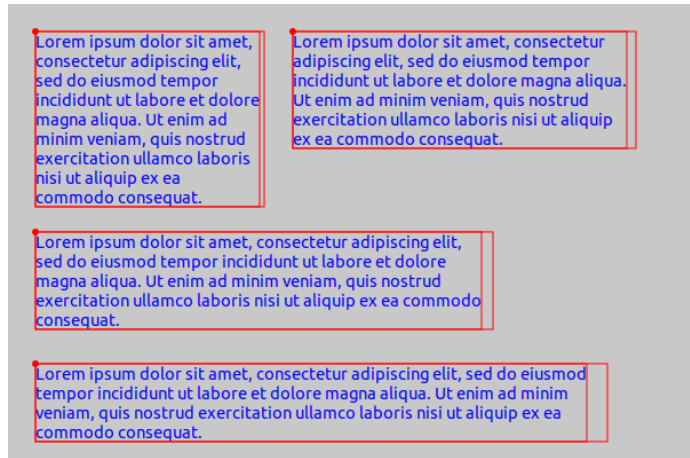 Lorem ipsum dolor sit amet,
consectetur adipiscing elit,
sed do eiusmod tempor
incididunt ut labore et dolore
magna aliqua. Ut enim ad
minim veniam, quis nostrud
exercitation ullamco laboris
nisi ut aliquip ex ea
commodo consequat.
Lorem ipsum dolor sit amet, consectetur
adipiscing elit, sed do eiusmod tempor
incididunt ut labore et dolore magna aliqua.
Ut enim ad minim veniam, quis nostrud
exercitation ullamco laboris nisi ut aliquip
ex ea commodo consequat.
Lorem ipsum dolor sit amet, consectetur adipiscing elit,
sed do eiusmod tempor incididunt ut labore et dolore
magna aliqua. Ut enim ad minim veniam, quis nostrud
exercitation ullamco laboris nisi ut aliquip ex ea commodo
consequat.
Lorem ipsum dolor sit amet, consectetur adipiscing elit, sed do eiusmod
tempor incididunt ut labore et dolore magna aliqua. Ut enim ad minim
veniam, quis nostrud exercitation ullamco laboris nisi ut aliquip ex ea
commodo consequat.